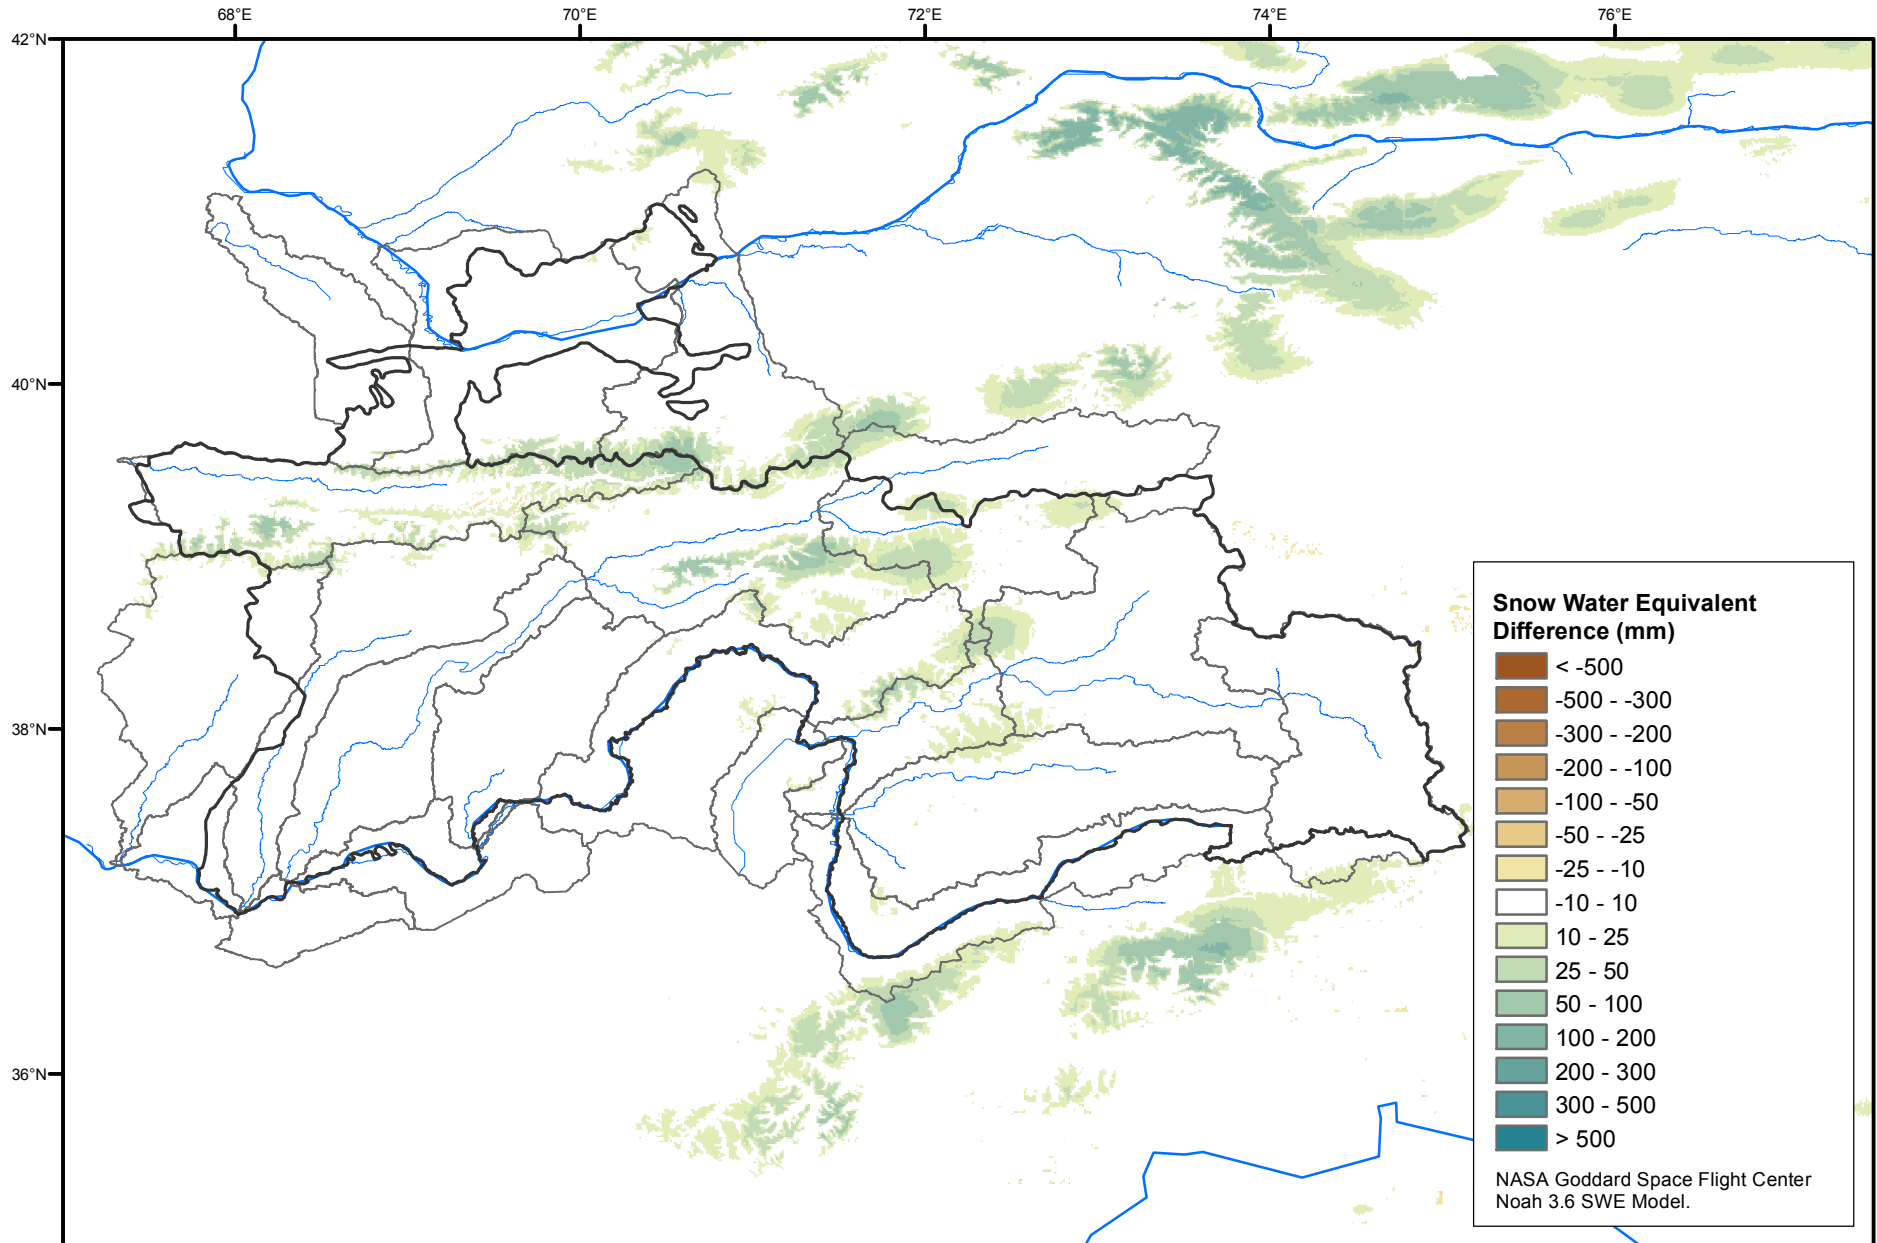 68°E
70°E
72°E
74°E
76°E
42°N
40°N
38°N
36°N
Snow Water Equivalent
Difference (mm)
< -500
-500 - -300
-300 - -200
-200 - -100
-100 - -50
-50 - -25
-25 - -10
-10 - 10
10 - 25
25 - 50
50 - 100
100 - 200
200 - 300
300 - 500
> 500
NASA Goddard Space Flight Center
Noah 3.6 SWE Model.